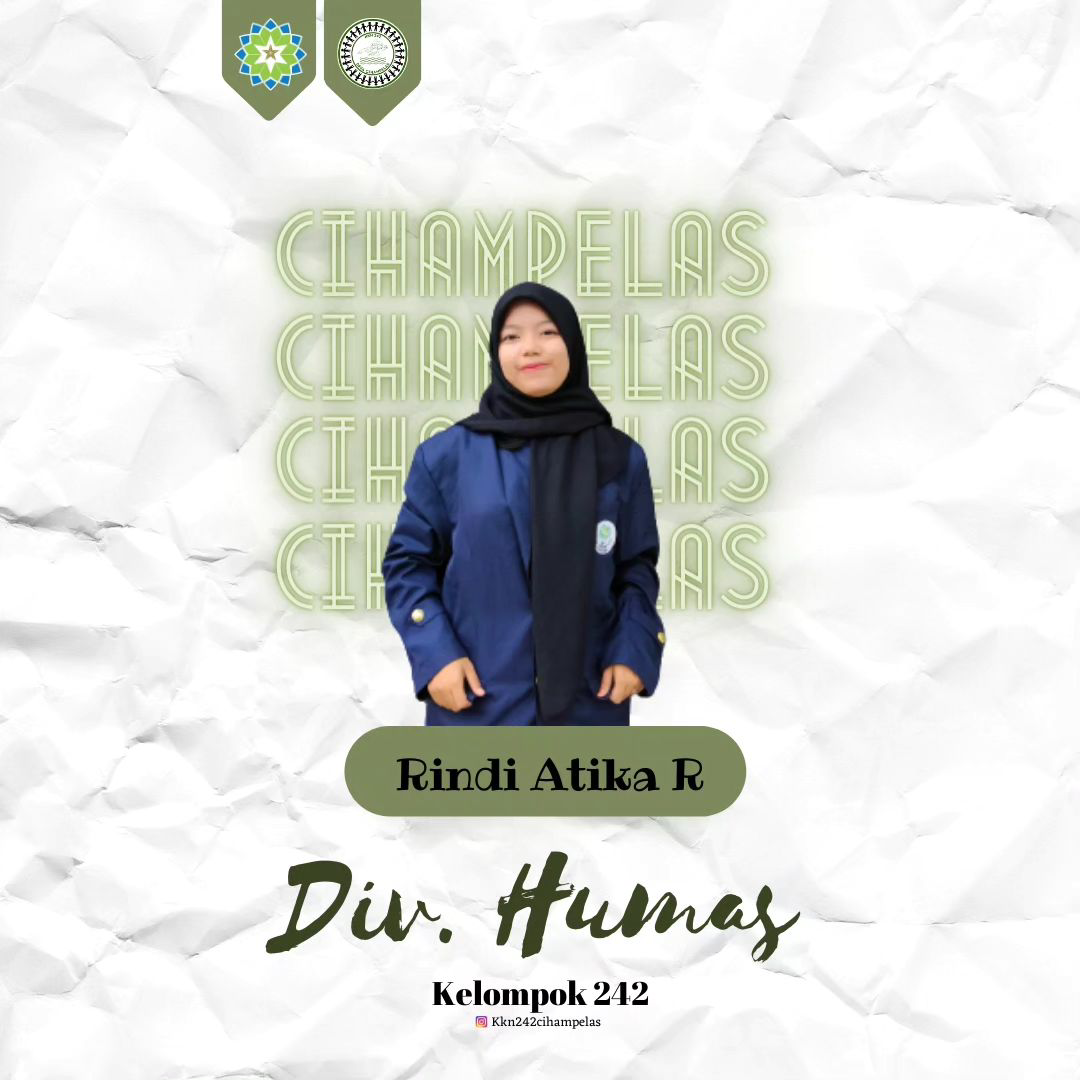 CIHAMPELAS
CIHAMPELAS
CIHAMPELAS
CIHAMPELAS
Rindi Atika R
Div. Humas
Kelompok 242
Kkn242cihampelas